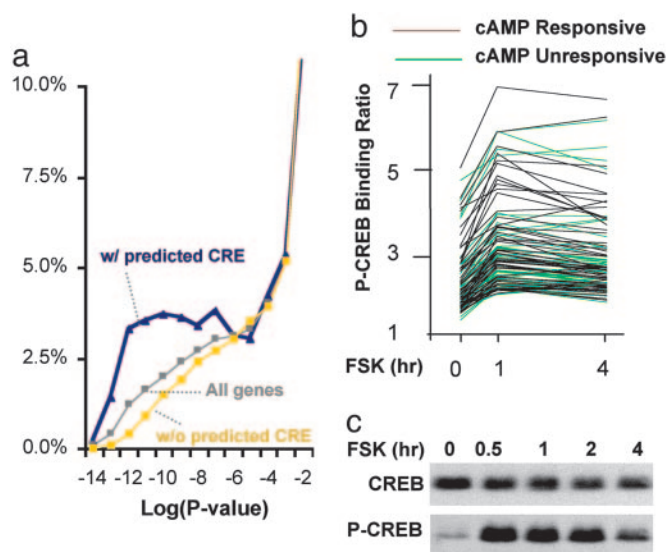 a
10.0%
7.5%
5.0%
2.5%
0.0%
w/ predicted CRE
All genes
w/o predicted CRE
-14 -12 -10 -8 -6 -4 -2
Log(P-value)
b
cAMP Responsive
cAMP Unresponsive
P-CREB Binding Ratio
7
5
3
1
FSK (hr) 0 1 4
c
FSK (hr) 0 0.5 1 2 4
CREB
P-CREB